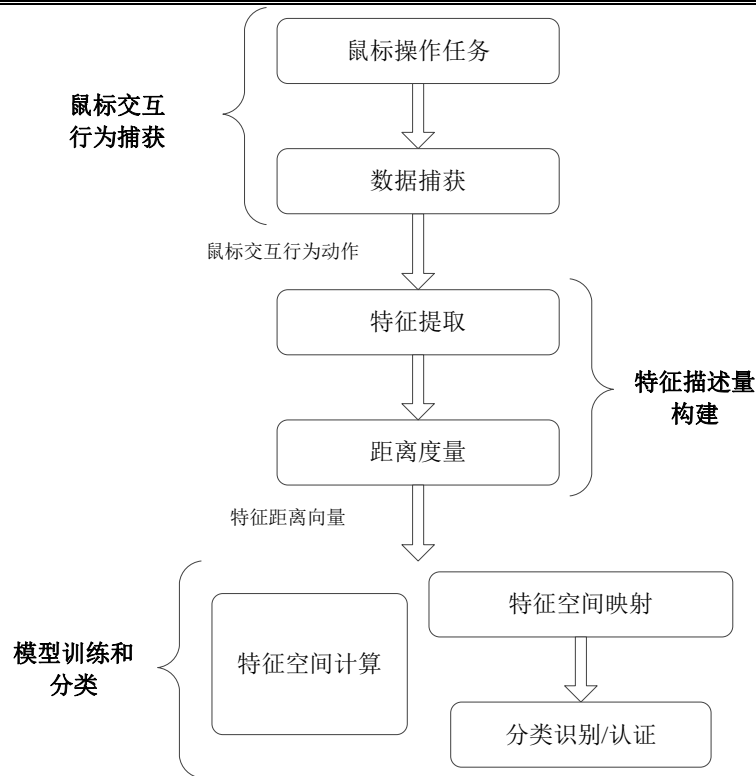 鼠标操作任务
鼠标交互
行为捕获
数据捕获
鼠标交互行为动作
特征提取
特征描述量
构建
距离度量
特征距离向量
特征空间映射
模型训练和
分类
特征空间计算
分类识别/认证